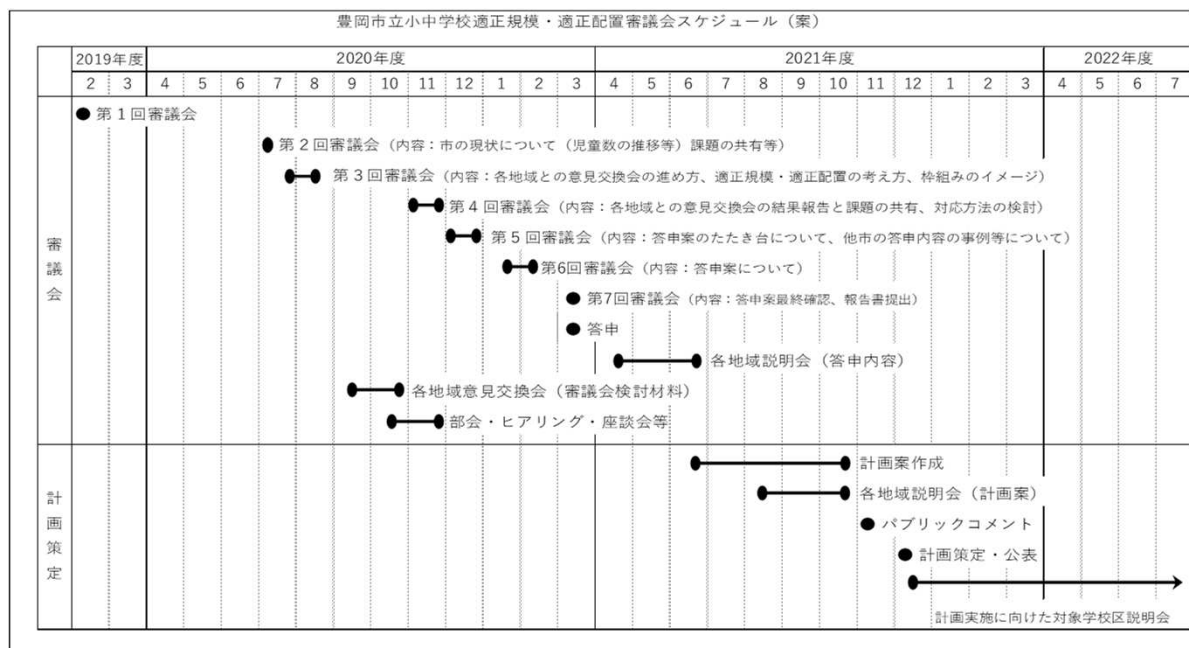 豊岡市立小中学校適正規模・適正配置審議会スケジュール（案）
2019年度 2020年度 2021年度 2022年度
2 3 4 5 6 7 8 9 10 11 12 1 2 3 4 5 6 7 8 9 10 11 12 1 2 3 4 5 6 7
審議会
第１回審議会
第２回審議会（内容：市の現状について（児童数の推移等）課題の共有等）
第３回審議会（内容：各地域との意見交換会の進め方、適正規模・適正配置の考え方、枠組みのイメージ）
第４回審議会（内容：各地域との意見交換会の結果報告と課題の共有、対応方法の検討）
第５回審議会（内容：答申案のたたき台について、他市の答申内容の事例等について）
第6回審議会（内容：答申案について）
第7回審議会（内容：答申案最終確認、報告書提出）
答申
各地域説明会（答申内容）
各地域意見交換会（審議会検討材料）
部会・ヒアリング・座談会等
計画策定
計画案作成
各地域説明会（計画案）
パブリックコメント
計画策定・公表
計画実施に向けた対象学校区説明会